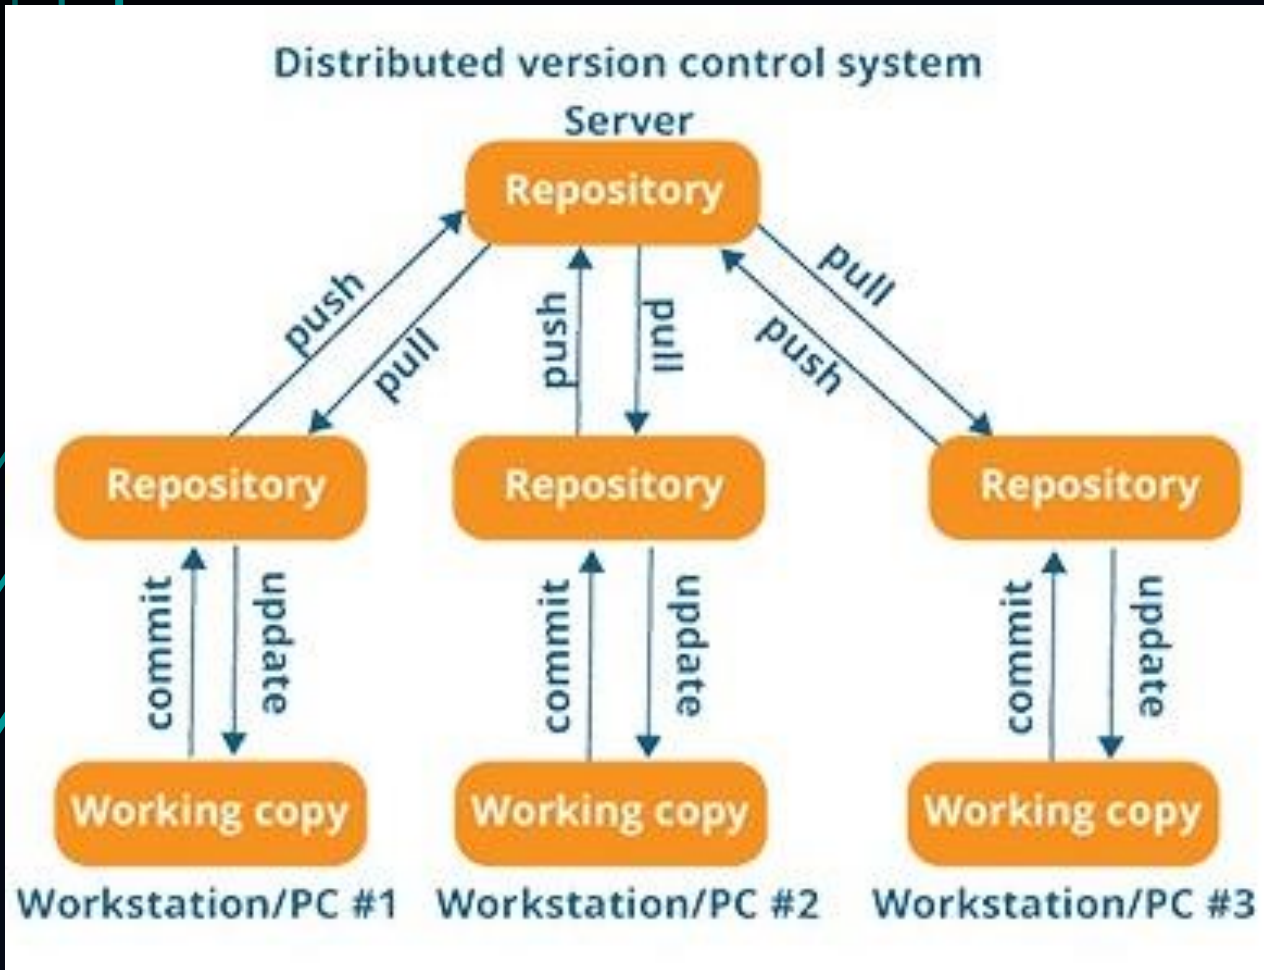 Distributed version control system
Server
Repository
push
pull
push
pull
push
pull
Repository
Repository
Repository
commit
update
commit
update
commit
update
Working copy
Working copy
Working copy
Workstation/PC #1
Workstation/PC #2
Workstation/PC #3